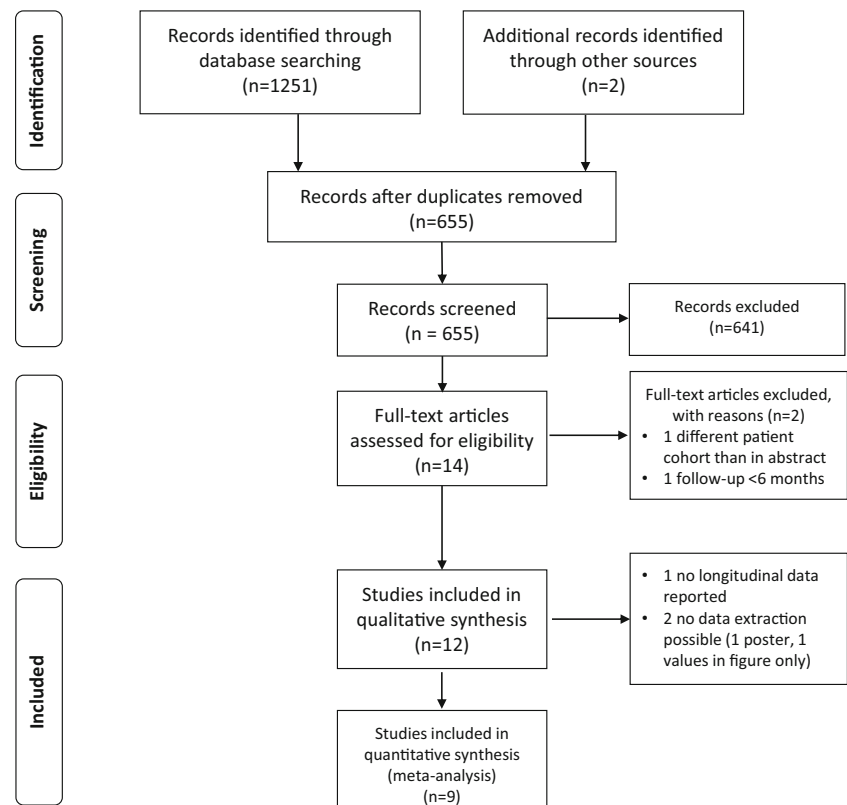 Identification
Records identified through
database searching
(n=1251)
Additional records identified
through other sources
(n=2)
Screening
Records after duplicates removed
(n=655)
Records screened
(n = 655)
Records excluded
(n=641)
Eligibility
Full-text articles
assessed for eligibility
(n=14)
Full-text articles excluded,
with reasons (n=2)
• 1 different patient
cohort than in abstract
• 1 follow-up <6 months
Included
Studies included in
qualitative synthesis
(n=12)
• 1 no longitudinal data
reported
• 2 no data extraction
possible (1 poster, 1
values in figure only)
Studies included in
quantitative synthesis
(meta-analysis)
(n=9)